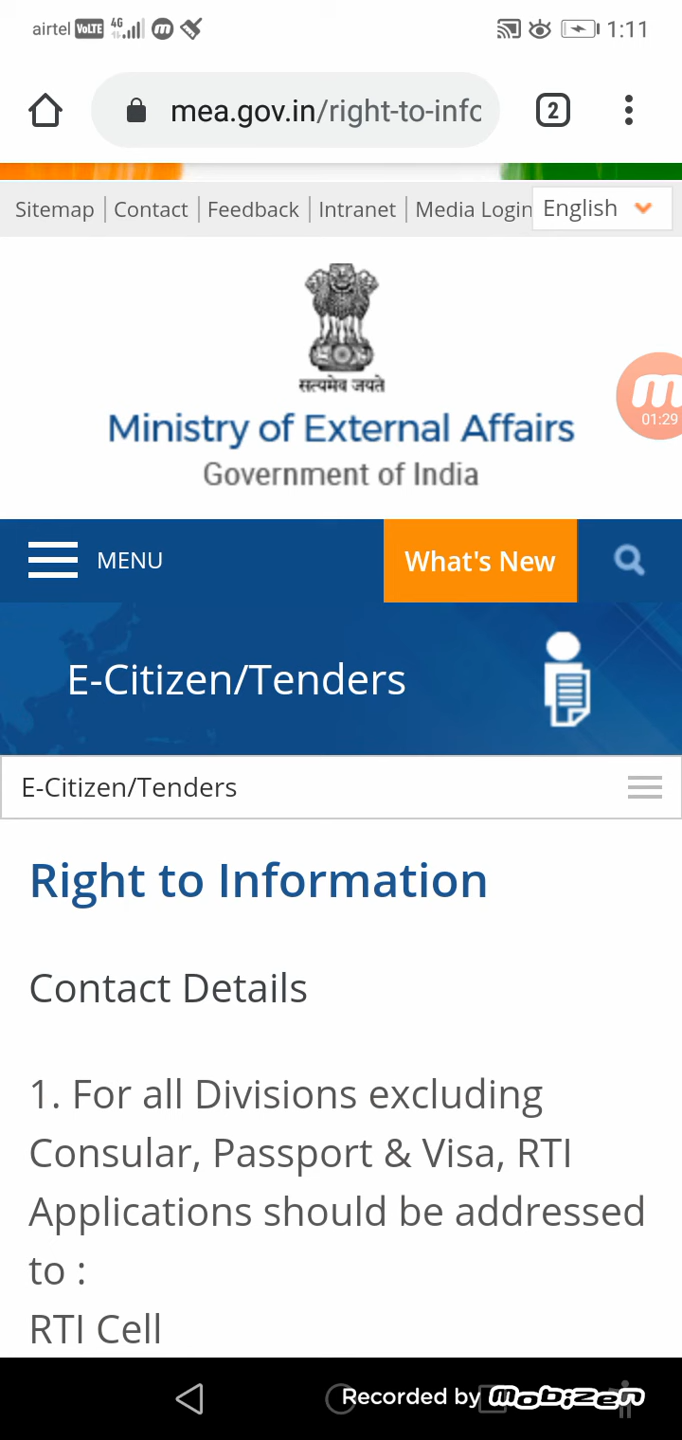 airtel VoLTE 4G 1:11
mea.gov.in/right-to-info 2
Sitemap Contact Feedback Intranet Media Login English
सत्यमेव जयते
Ministry of External Affairs
Government of India
m
01:29
MENU What's New
E-Citizen/Tenders
E-Citizen/Tenders
Right to Information
Contact Details
1. For all Divisions excluding
Consular, Passport & Visa, RTI
Applications should be addressed
to :
RTI Cell
Recorded by Mobizen